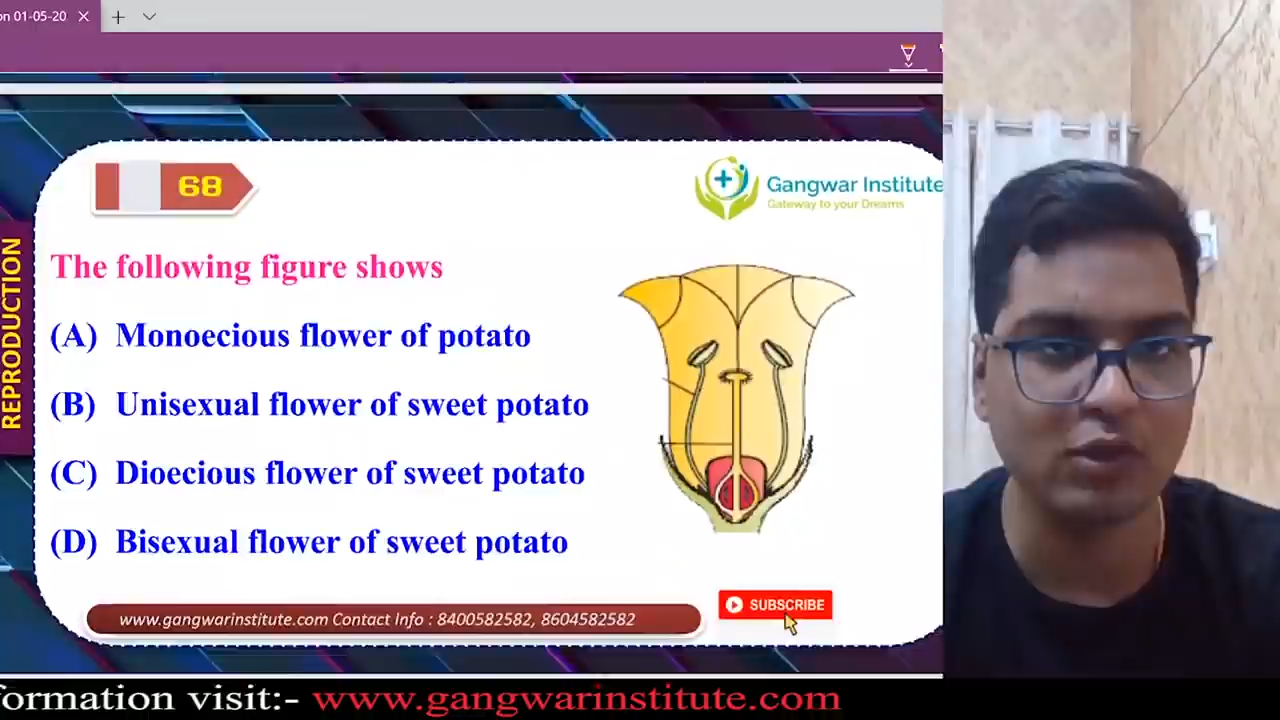 on 01-05-20
68
Gangwar Institute
Gateway to your Dreams
REPRODUCTION
The following figure shows
(A) Monoecious flower of potato
(B) Unisexual flower of sweet potato
(C) Dioecious flower of sweet potato
(D) Bisexual flower of sweet potato
www.gangwarinstitute.com Contact Info : 8400582582, 8604582582
SUBSCRIBE
formation visit:- www.gangwarinstitute.com